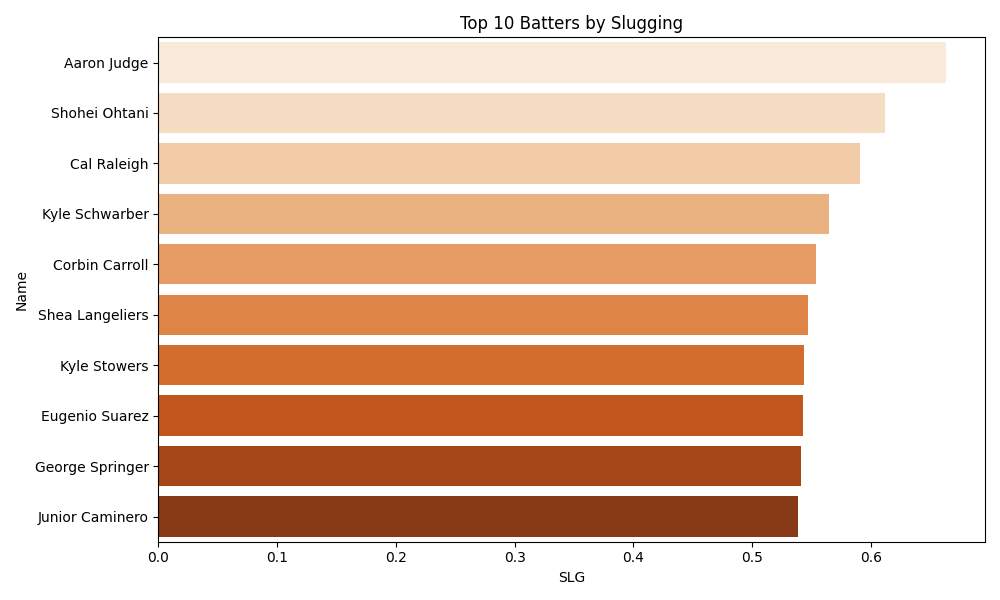 Top 10 Batters by Slugging
Name
Aaron Judge
Shohei Ohtani
Cal Raleigh
Kyle Schwarber
Corbin Carroll
Shea Langeliers
Kyle Stowers
Eugenio Suarez
George Springer
Junior Caminero
0.0 0.1 0.2 0.3 0.4 0.5 0.6
SLG